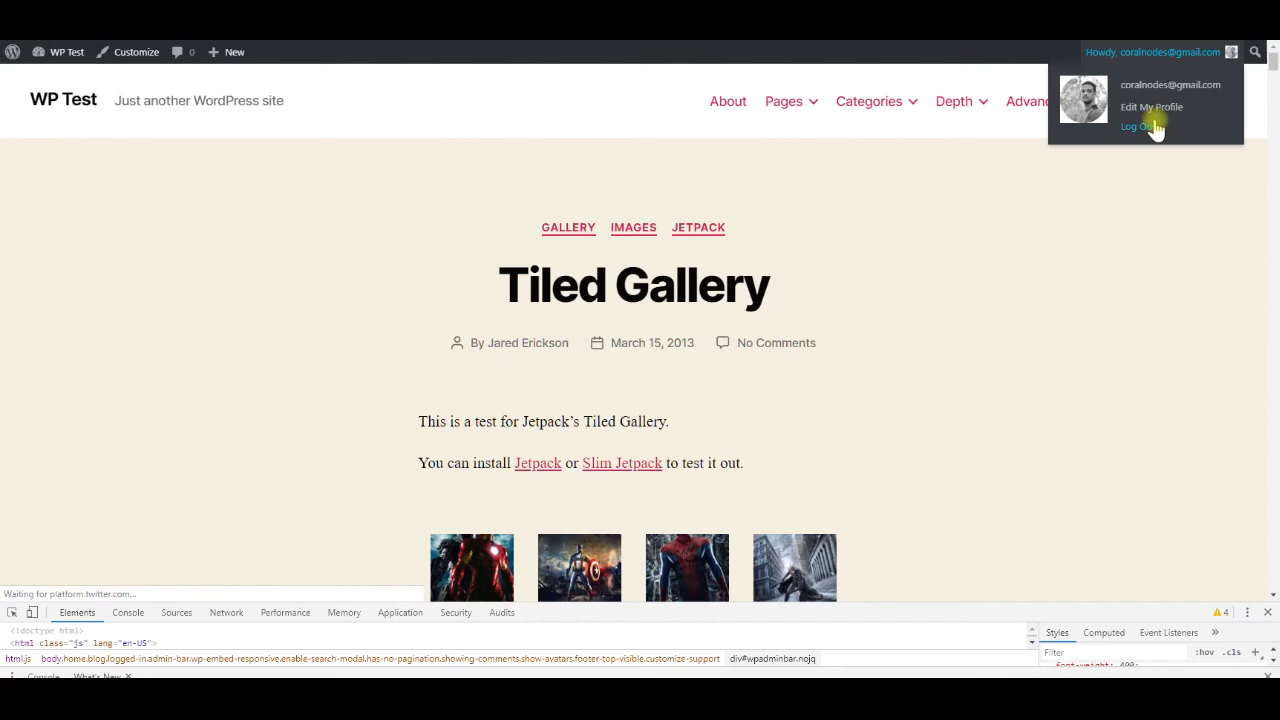 WP Test Customize 0 New Howdy, coralnodes@gmail.com
coralnodes@gmail.com
Edit My Profile
Log Out
WP Test Just another WordPress site About Pages Categories Depth
GALLERY IMAGES JETPACK
Tiled Gallery
By Jared Erickson March 15, 2013 No Comments
This is a test for Jetpack’s Tiled Gallery.
You can install Jetpack or Slim Jetpack to test it out.
Waiting for platform.twitter.com...
Elements Console Sources Network Performance Memory Application Security Audits 4
<!doctype html>
<html class="js" lang="en-US">
html.js body.home.blog.logged-in.admin-bar.wp-embed-responsive.enable-search-modal.has-no-pagination.showing-comments.show-avatars.footer-top-visible.customize-support div#wpadminbar.nojq
Styles Computed Event Listeners »
Filter :hov .cls +
font-weight: 400;
Console What's New